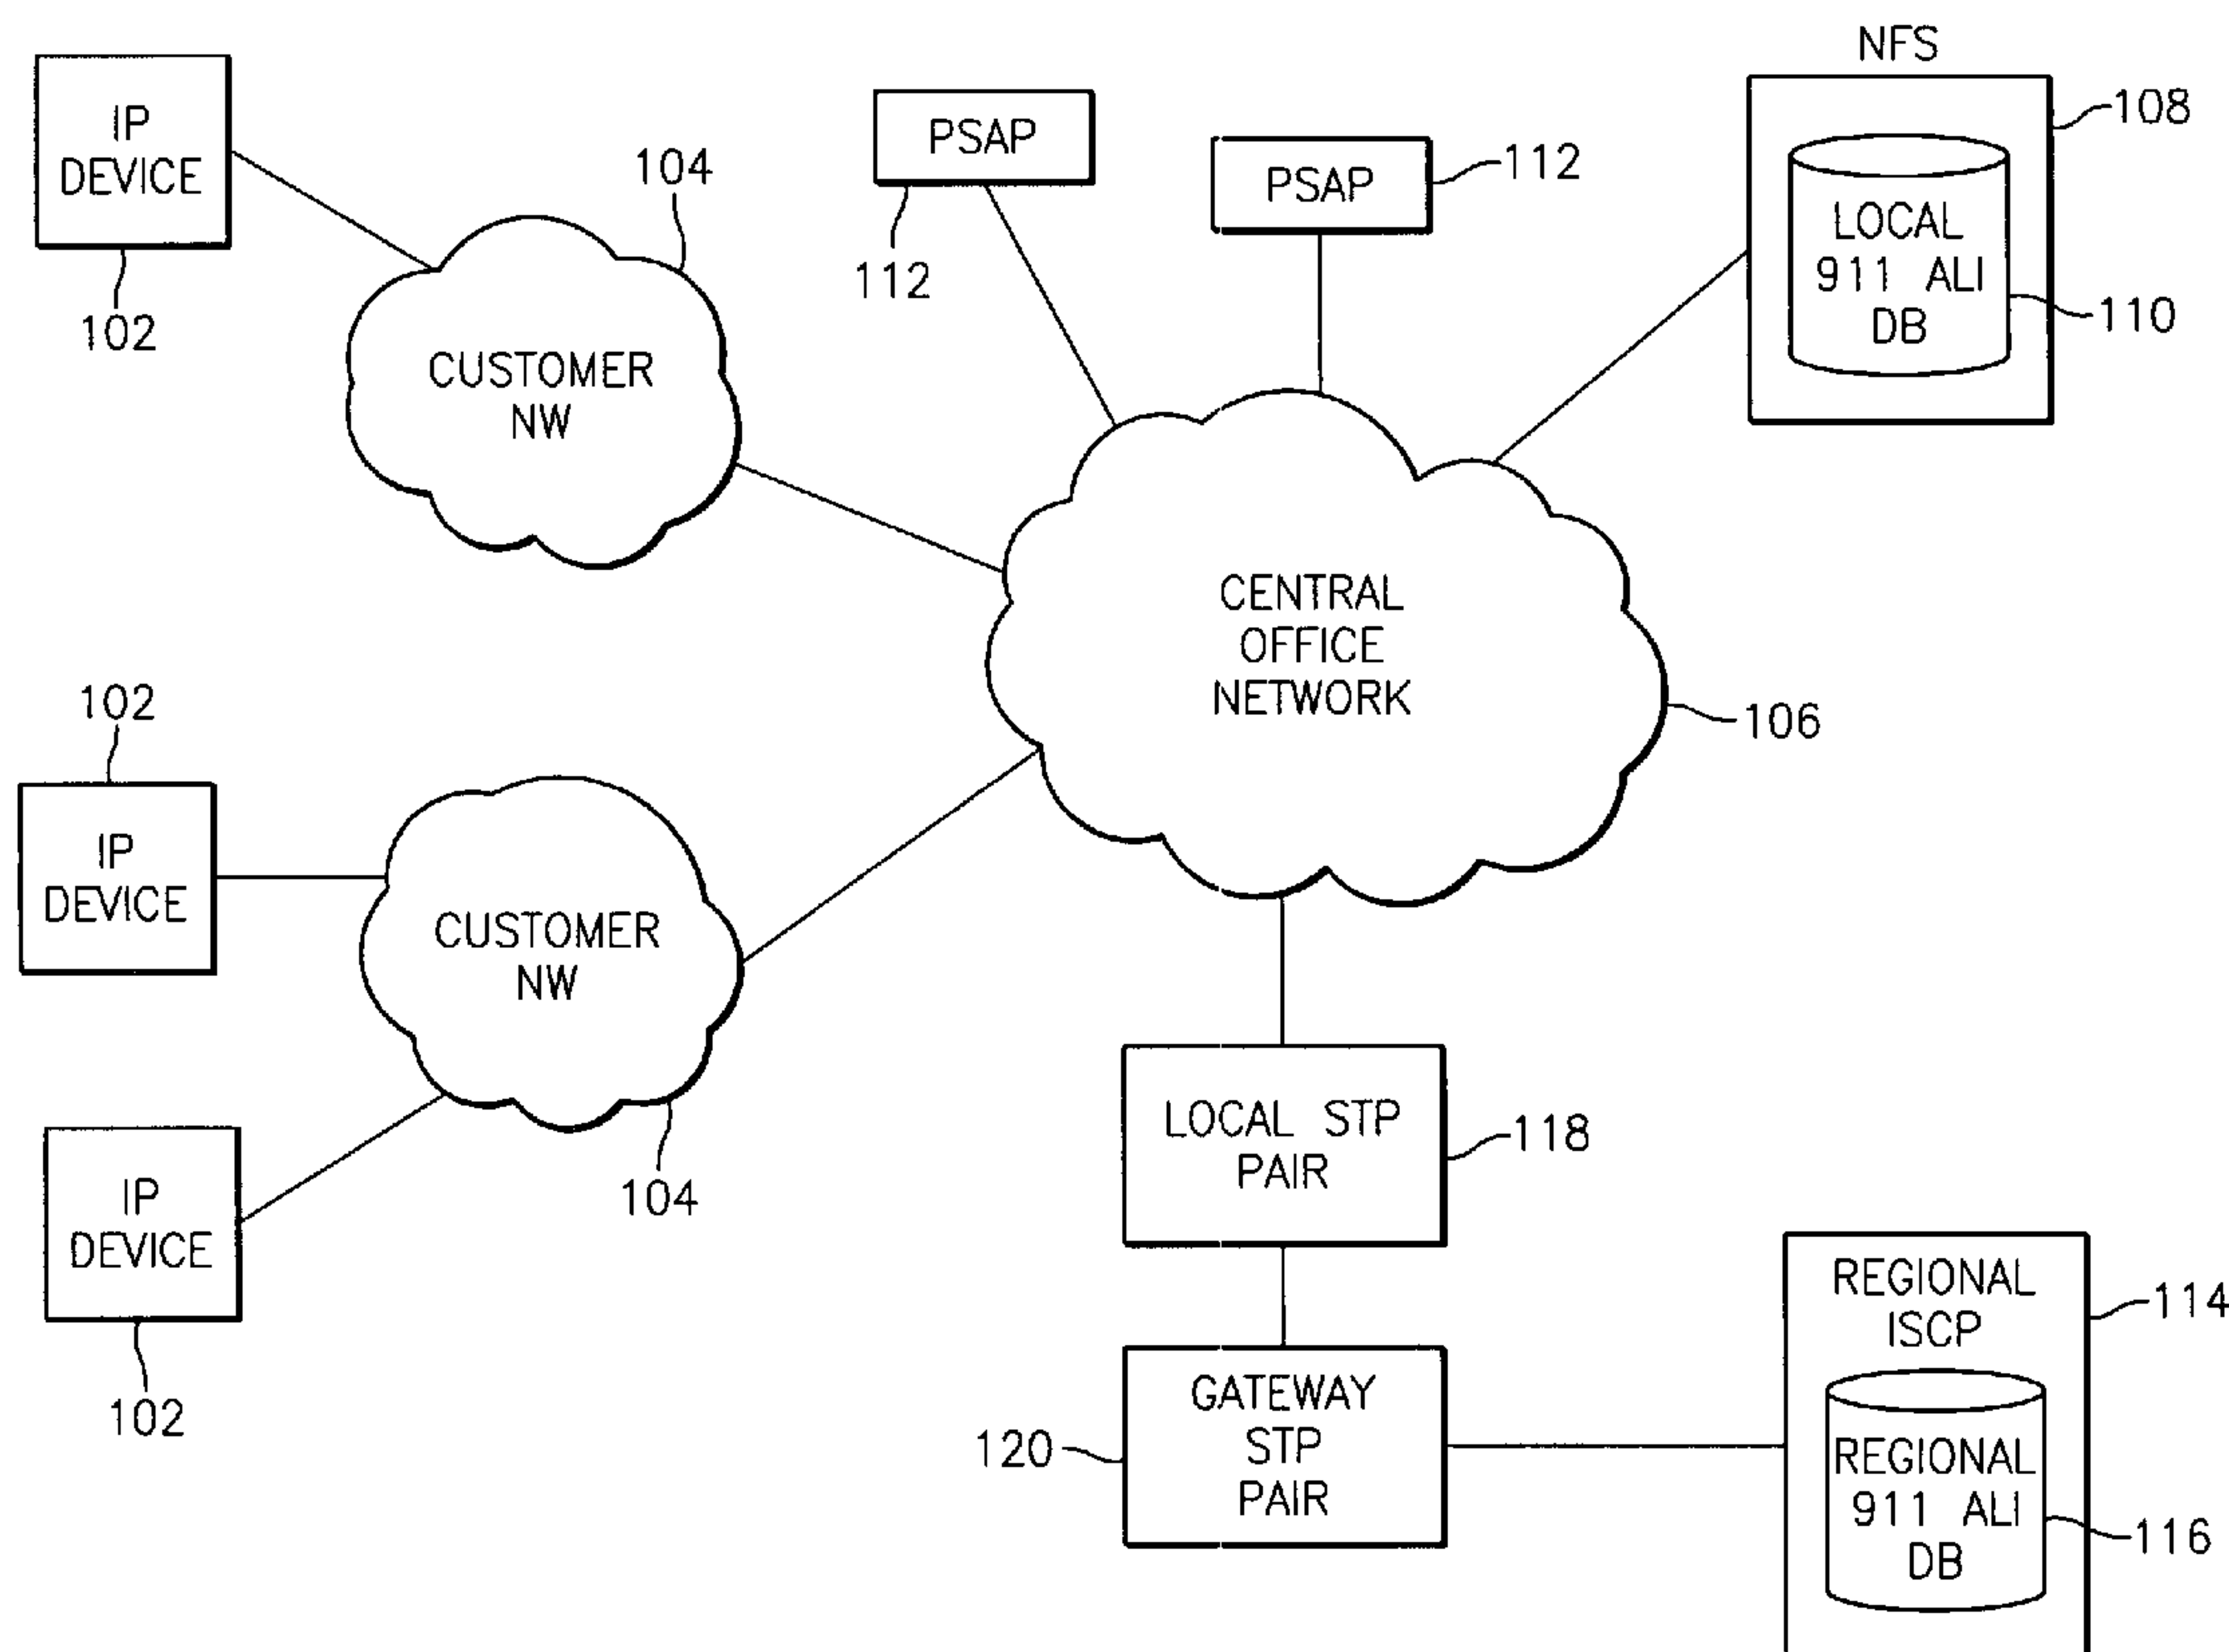 NFS
108
IP
DEVICE
102
104
PSAP
112
PSAP
112
LOCAL
911 ALI
DB
110
CUSTOMER
NW
CENTRAL
OFFICE
NETWORK
106
102
IP
DEVICE
CUSTOMER
NW
104
IP
DEVICE
102
LOCAL STP
PAIR
118
GATEWAY
STP
PAIR
120
REGIONAL
ISCP
114
REGIONAL
911 ALI
DB
116